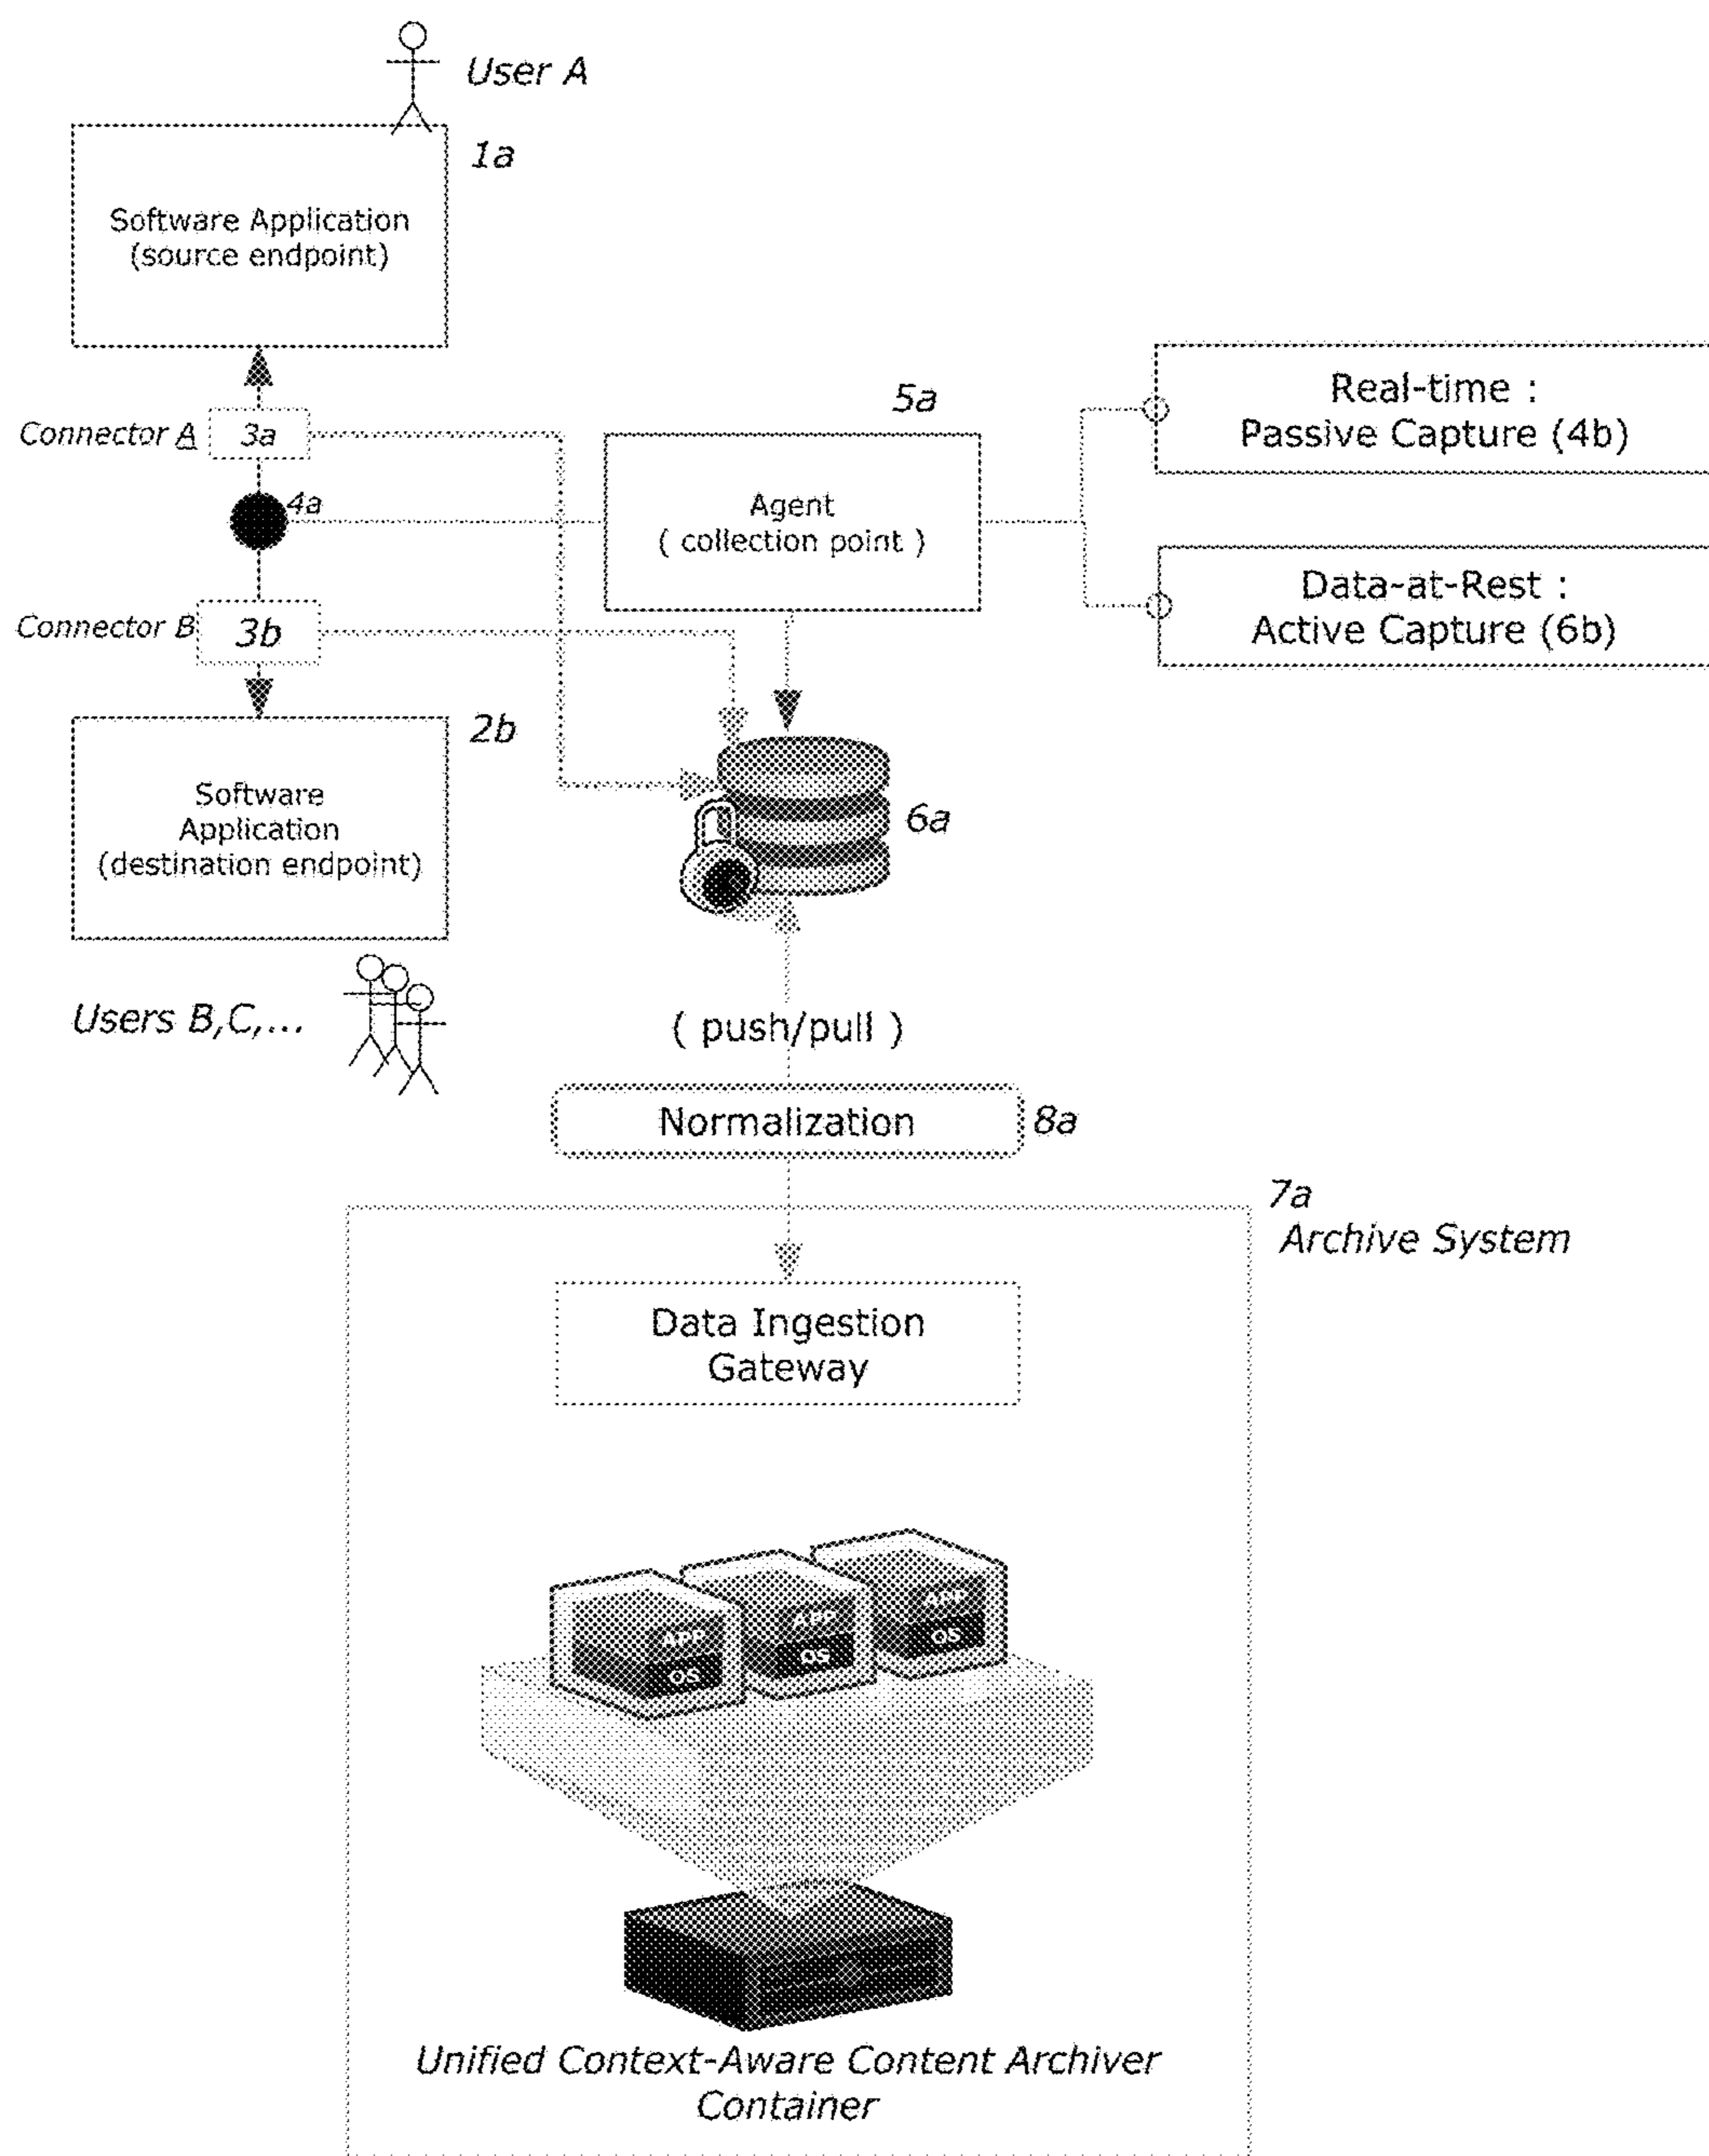 User A
1a
Software Application
(source endpoint)
Connector A
3a
4a
Connector B
3b
5a
Agent
( collection point )
Real-time :
Passive Capture (4b)
Data-at-Rest :
Active Capture (6b)
2b
Software
Application
(destination endpoint)
6a
Users B,C,...
( push/pull )
Normalization
8a
7a
Archive System
Data Ingestion
Gateway
APP
OS
APP
OS
APP
OS
Unified Context-Aware Content Archiver
Container